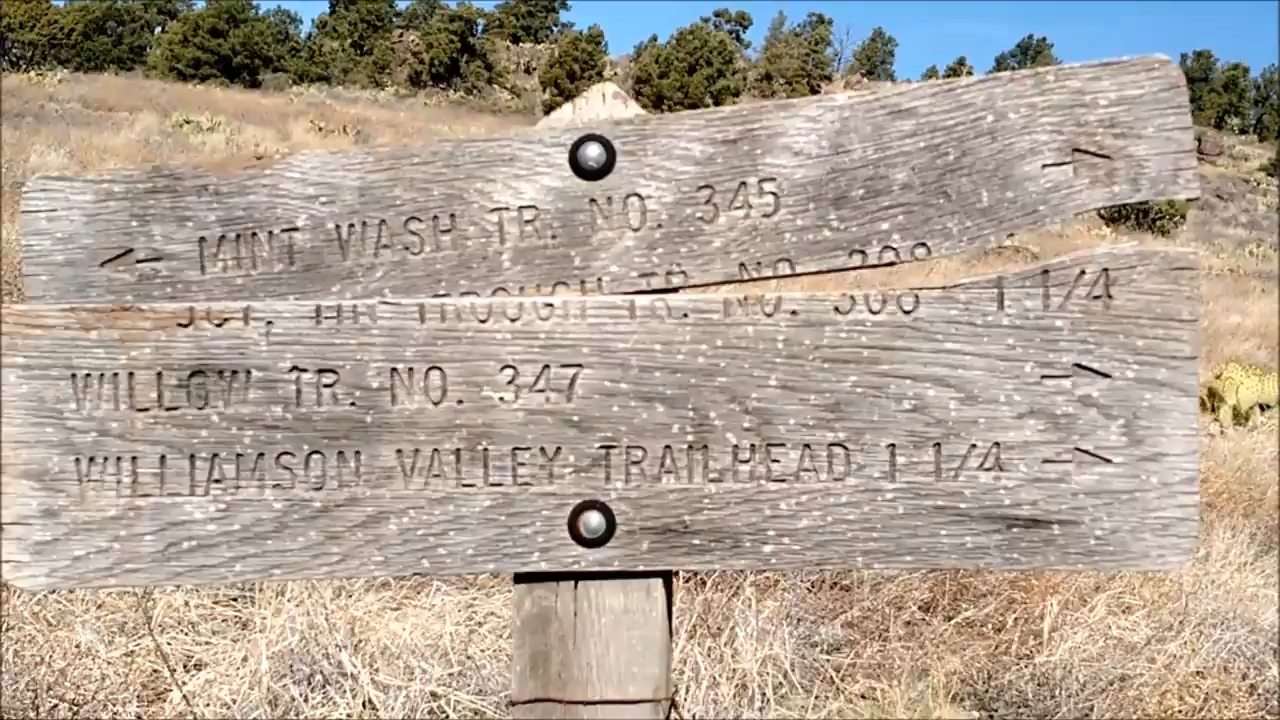 MINT WASH TR. NO. 345
JCT, TROUGH TR. NO. 308 1 1/4
WILLOW TR. NO. 347
WILLIAMSON VALLEY TRAILHEAD 1 1/4